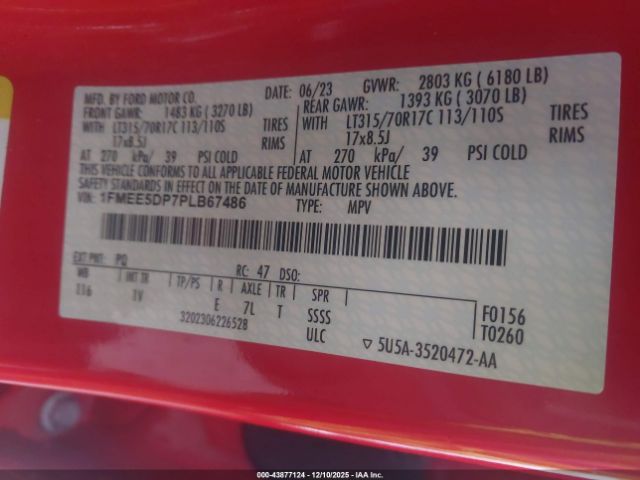 MFD. BY FORD MOTOR CO. DATE: 06/23 GVWR: 2803 KG ( 6180 LB)
FRONT GAWR: 1483 KG ( 3270 LB) REAR GAWR: 1393 KG ( 3070 LB)
WITH LT315/70R17C 113/110S TIRES WITH LT315/70R17C 113/110S TIRES
17x8.5J RIMS 17x8.5J RIMS
AT 270 kPa/ 39 PSI COLD AT 270 kPa/ 39 PSI COLD
THIS VEHICLE CONFORMS TO ALL APPLICABLE FEDERAL MOTOR VEHICLE
SAFETY STANDARDS IN EFFECT ON THE DATE OF MANUFACTURE SHOWN ABOVE.
VIN: 1FMEE5DP7PLB67486 TYPE: MPV
EXT PNT: PQ RC: 47 DSO:
WB INT TR TP/PS R AXLE TR SPR
116 TV E 7L T SSSS
3202306226528 ULC
F0156
T0260
▽ 5U5A-3520472-AA
000-43877124 - 12/10/2025 - IAA Inc.